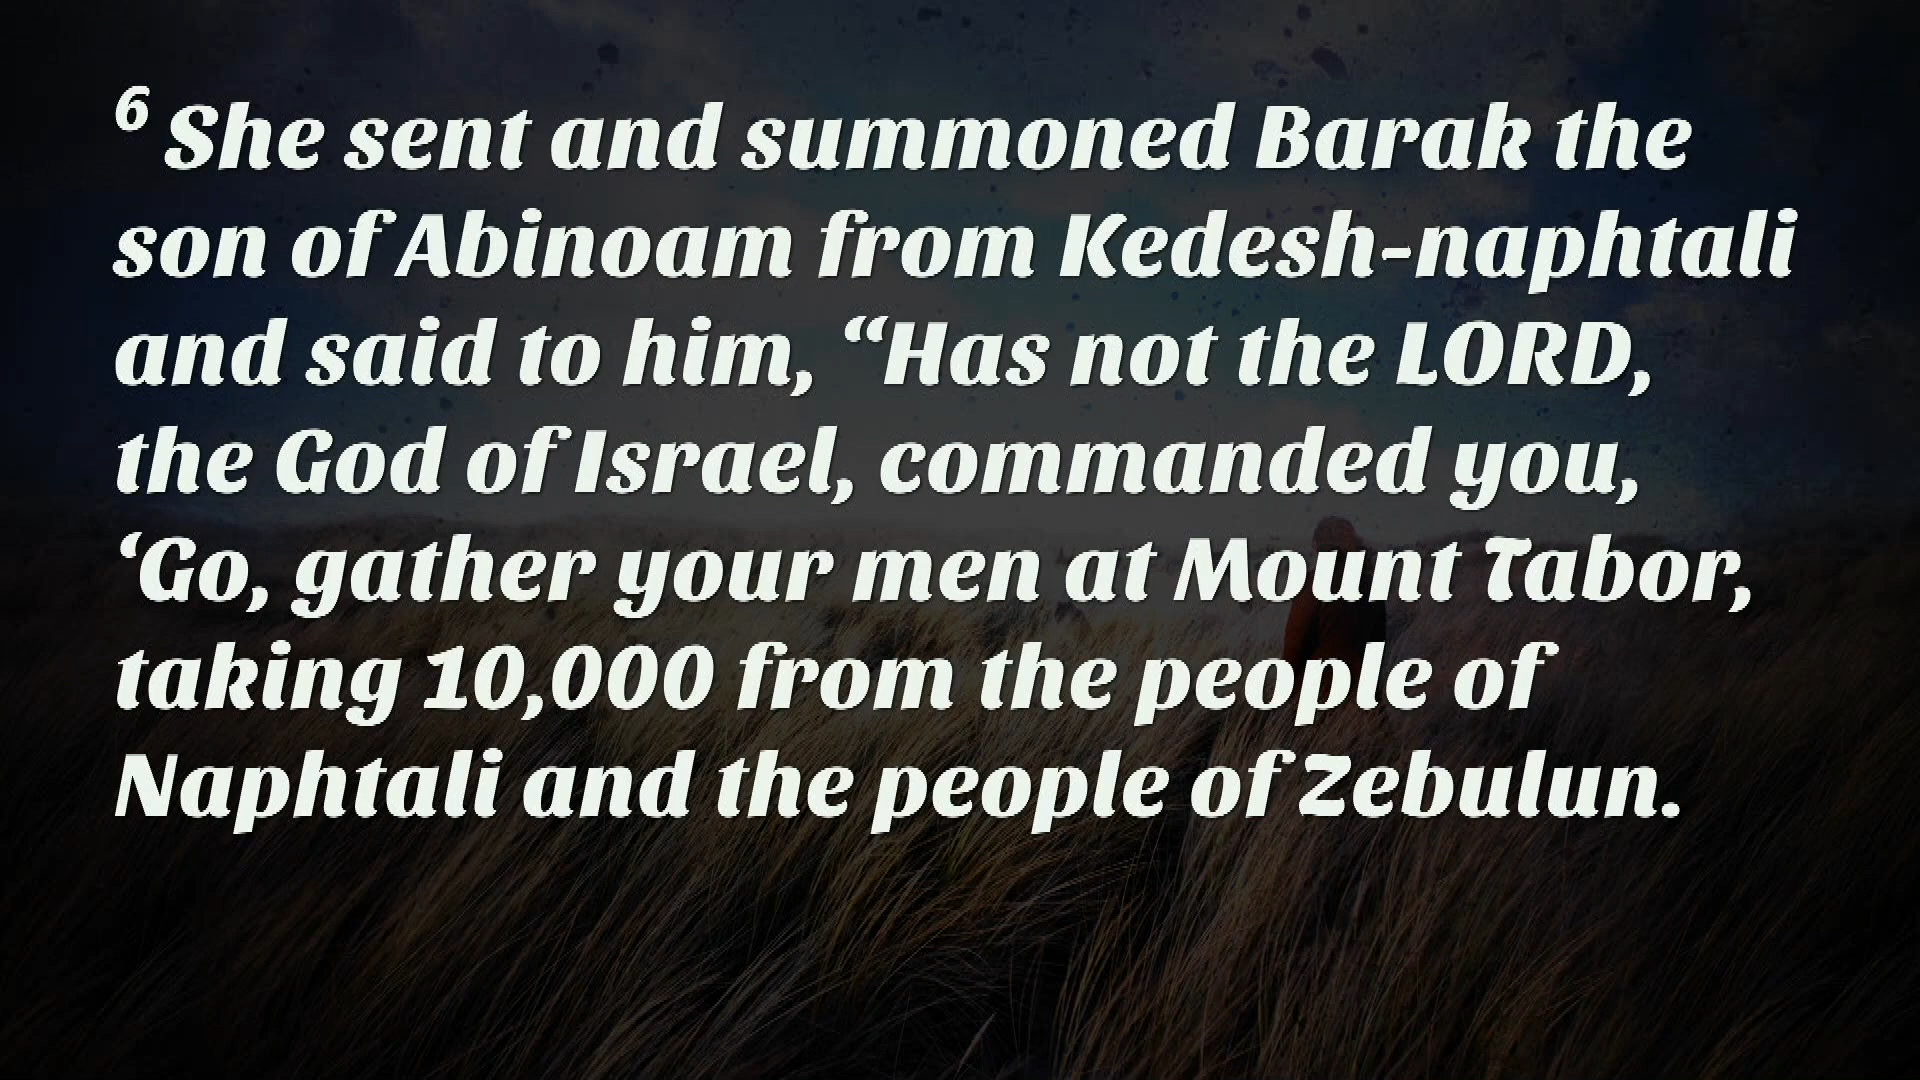 6 She sent and summoned Barak the
son of Abinoam from Kedesh-naphtali
and said to him, “Has not the LORD,
the God of Israel, commanded you,
‘Go, gather your men at Mount Tabor,
taking 10,000 from the people of
Naphtali and the people of Zebulun.